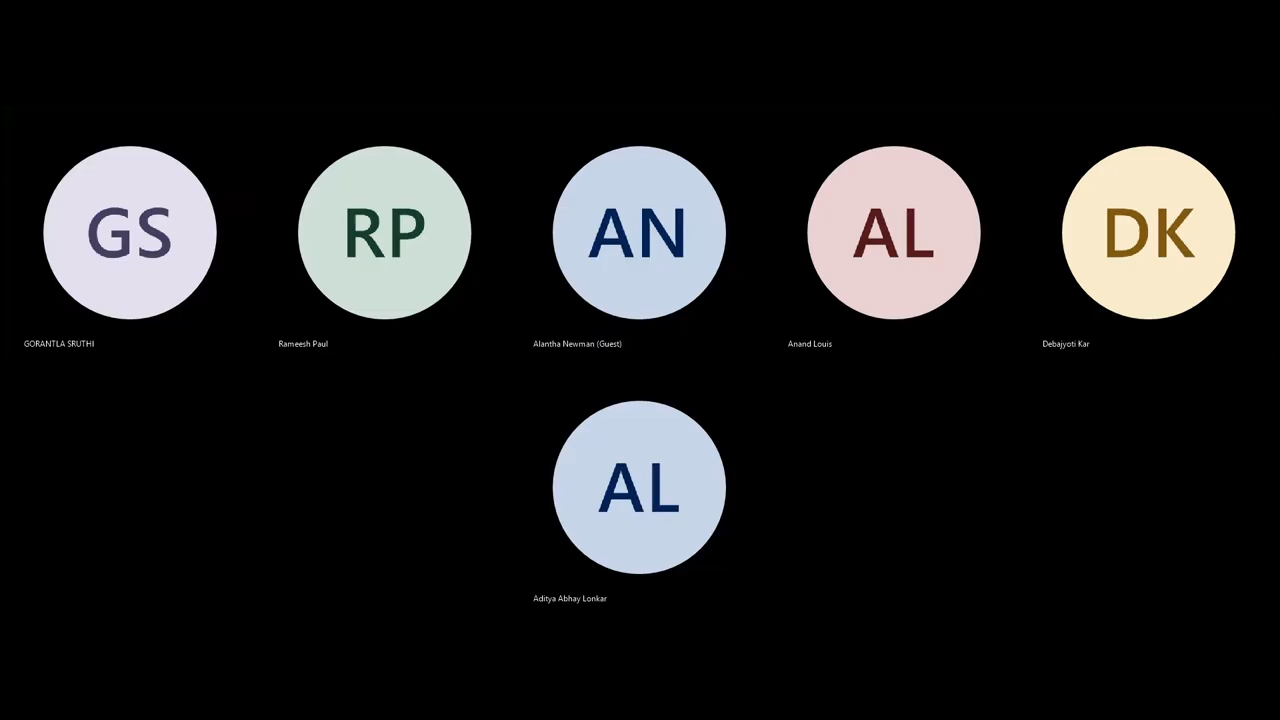 GS
RP
AN
AL
DK
GORANTLA SRUTHI
Rameesh Paul
Alantha Newman (Guest)
Anand Louis
Debajyoti Kar
AL
Aditya Abhay Lonkar